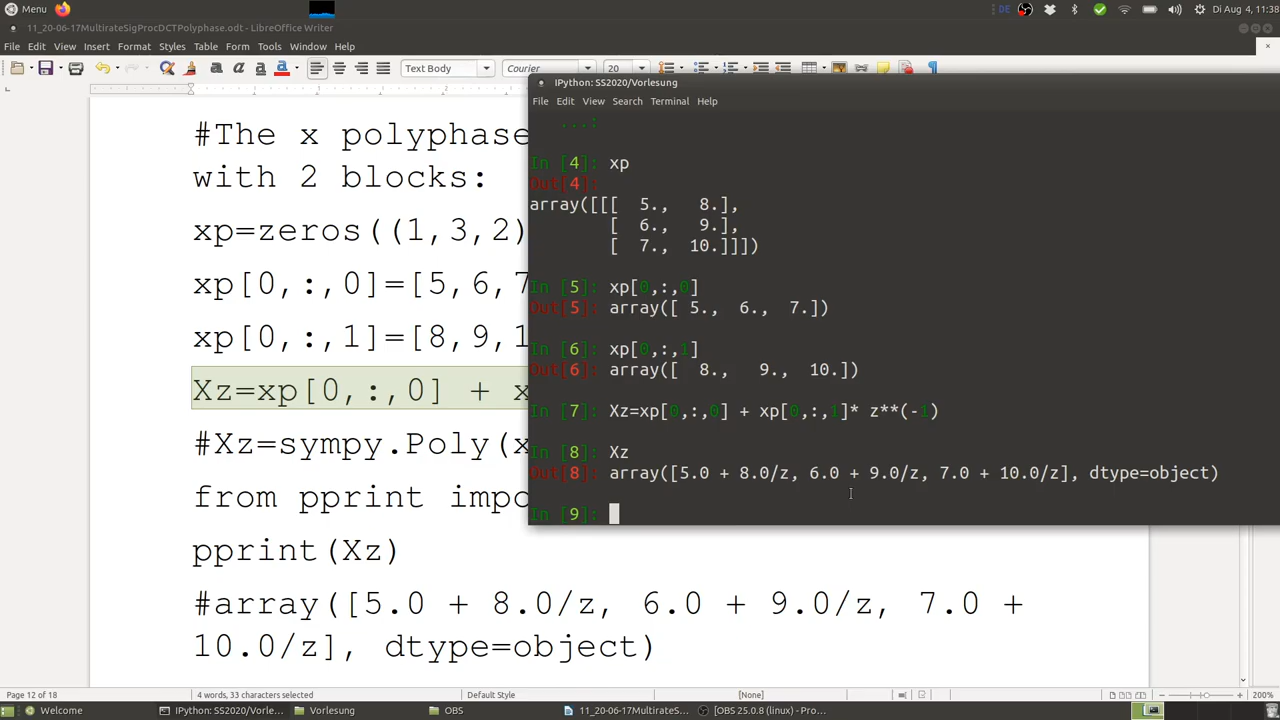 Menu
DE
Di Aug 4, 11:38
11_20-06-17MultirateSigProcDCTPolyphase.odt - LibreOffice Writer
File Edit View Insert Format Styles Table Form Tools Window Help
Text Body
Courier
20
#The x polyphase
with 2 blocks:
xp=zeros((1,3,2)
xp[0,:,0]=[5,6,7
xp[0,:,1]=[8,9,1
Xz=xp[0,:,0] + x
#Xz=sympy.Poly(x
from pprint impo
pprint(Xz)
#array([5.0 + 8.0/z, 6.0 + 9.0/z, 7.0 +
10.0/z], dtype=object)
IPython: SS2020/Vorlesung
File Edit View Search Terminal Help
...:
In [4]: xp
Out[4]:
array([[[  5.,   8.],
[  6.,   9.],
[  7.,  10.]]])
In [5]: xp[0,:,0]
Out[5]: array([ 5.,  6.,  7.])
In [6]: xp[0,:,1]
Out[6]: array([  8.,   9.,  10.])
In [7]: Xz=xp[0,:,0] + xp[0,:,1]* z**(-1)
In [8]: Xz
Out[8]: array([5.0 + 8.0/z, 6.0 + 9.0/z, 7.0 + 10.0/z], dtype=object)
In [9]:
Page 12 of 18
4 words, 33 characters selected
Default Style
[None]
200%
Welcome
IPython: SS2020/Vorle...
Vorlesung
OBS
11_20-06-17MultirateS...
[OBS 25.0.8 (linux) - Pro...